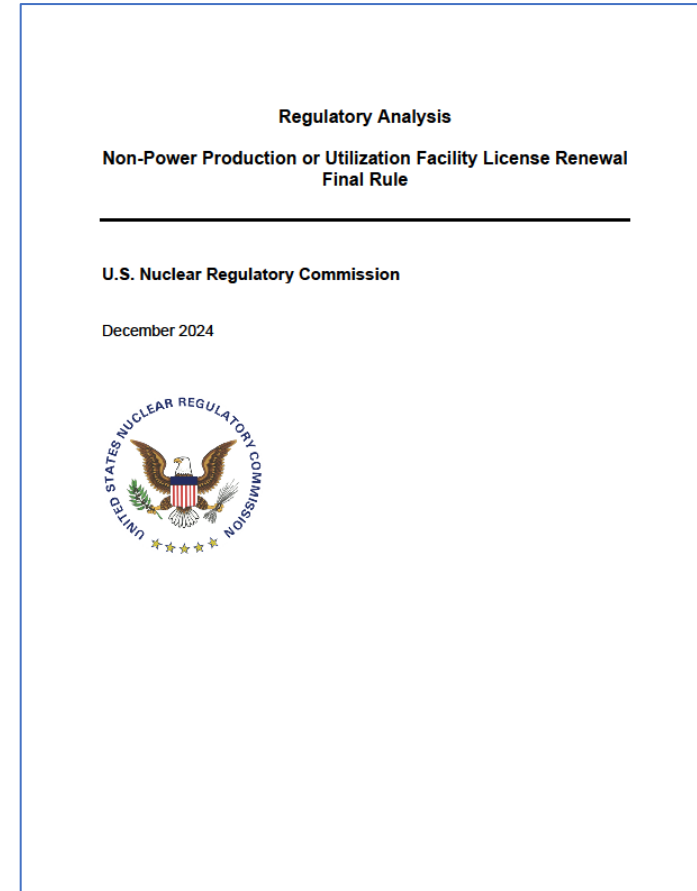 Regulatory Analysis
Non-Power Production or Utilization Facility License Renewal
Final Rule
U.S. Nuclear Regulatory Commission
December 2024
UNITED STATES NUCLEAR REGULATORY COMMISSION